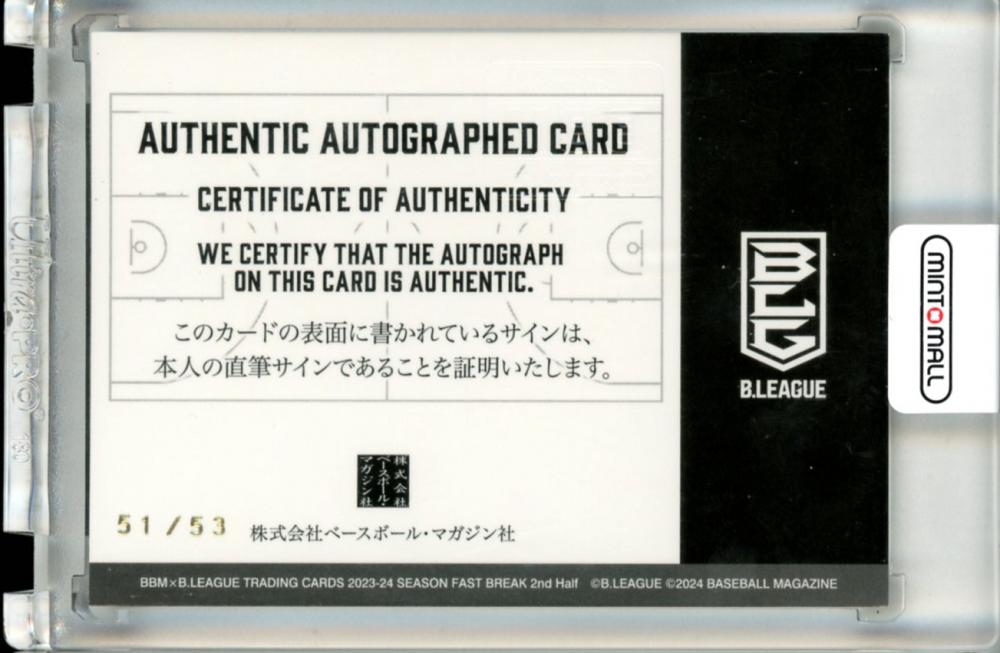 AUTHENTIC AUTOGRAPHED CARD
CERTIFICATE OF AUTHENTICITY
WE CERTIFY THAT THE AUTOGRAPH
ON THIS CARD IS AUTHENTIC.
このカードの表面に書かれているサインは、
本人の直筆サインであることを証明いたします。
株式会社
ベースボール・
マガジン社
51/53
株式会社ベースボール・マガジン社
BLG
B.LEAGUE
MINT MALL
BBM×B.LEAGUE TRADING CARDS 2023-24 SEASON FAST BREAK 2nd Half ©B.LEAGUE ©2024 BASEBALL MAGAZINE